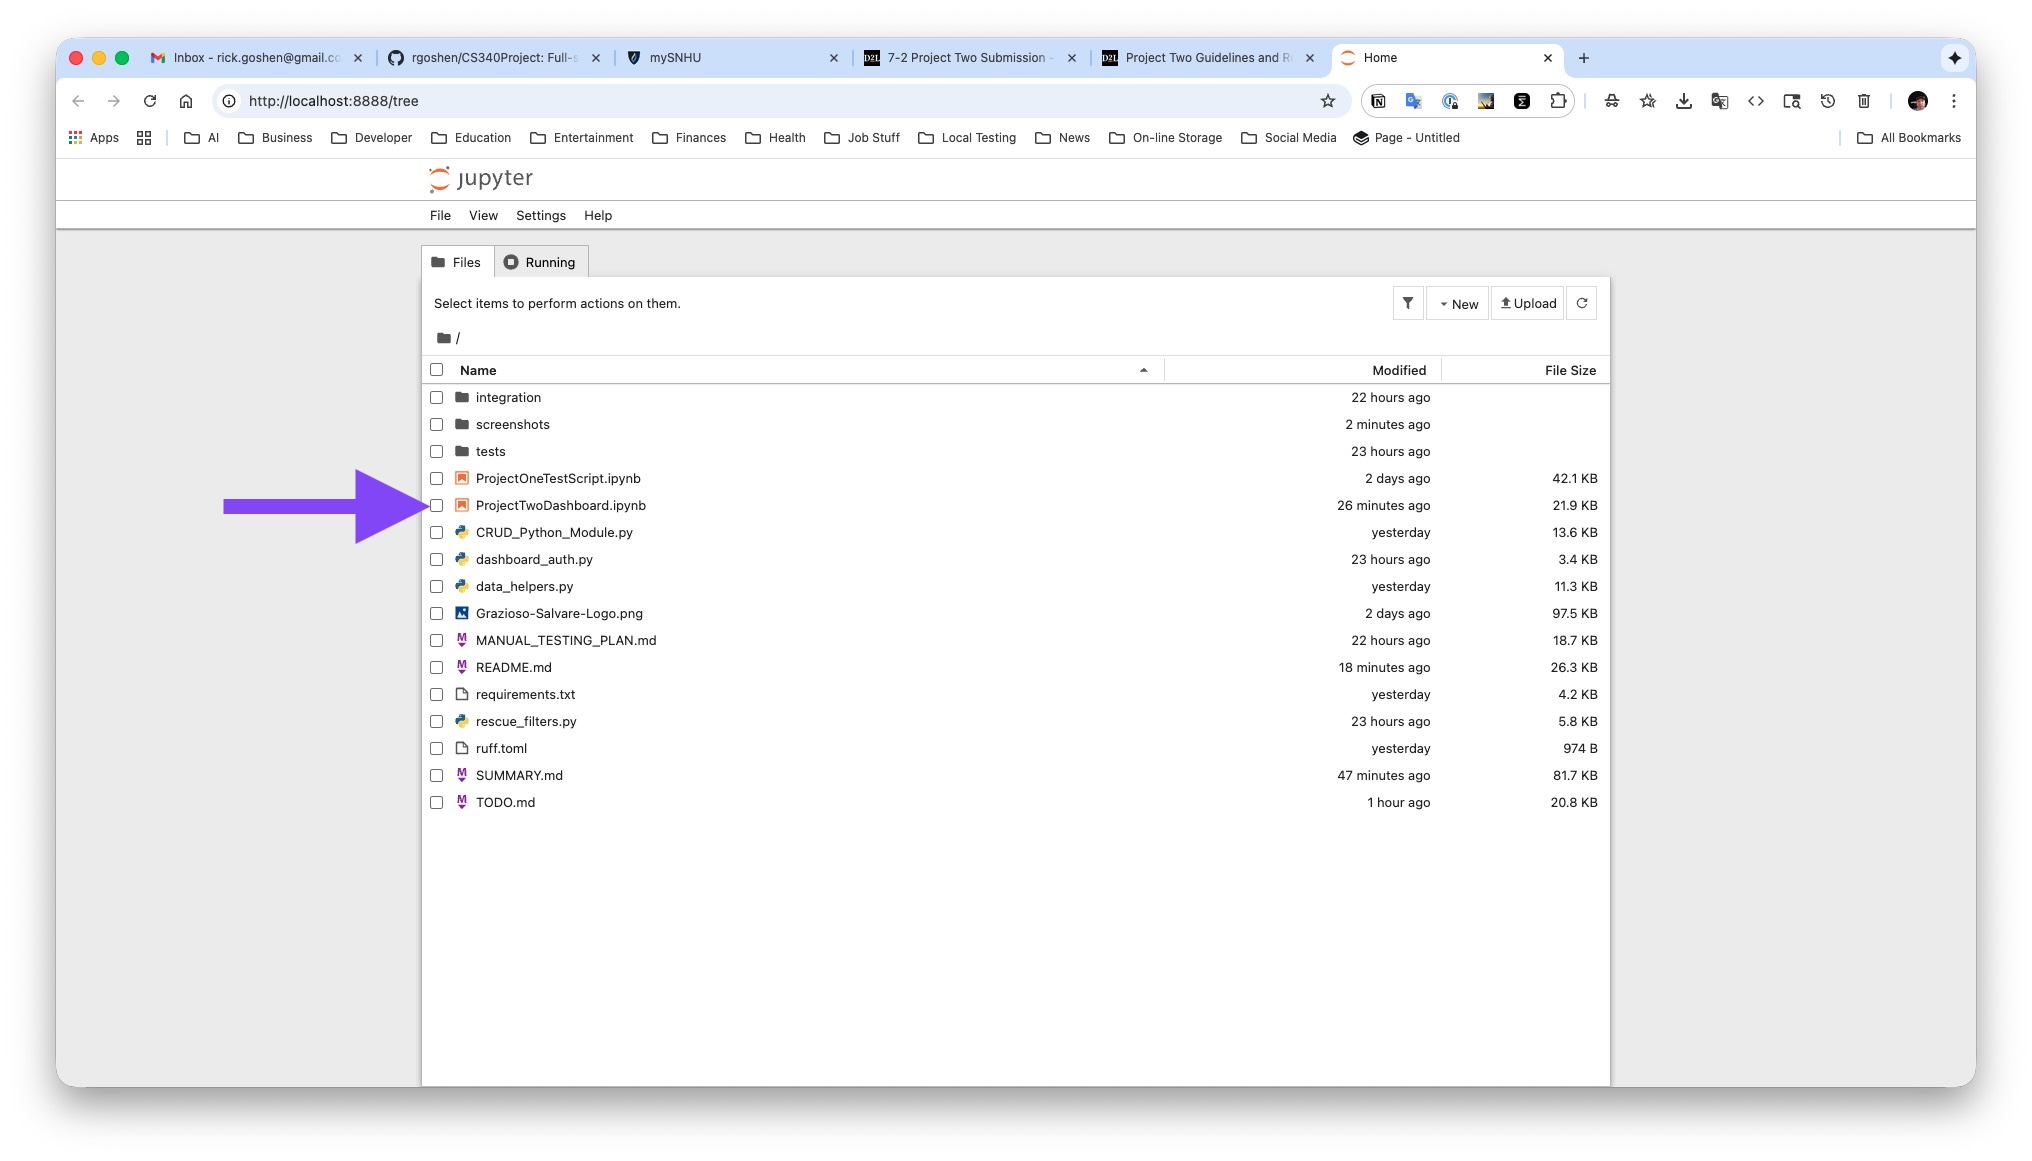 Inbox - rick.goshen@gmail.co
rgoshen/CS340Project: Full-s
mySNHU
D2L 7-2 Project Two Submission -
D2L Project Two Guidelines and R
Home
http://localhost:8888/tree
Apps AI Business Developer Education Entertainment Finances Health Job Stuff Local Testing News On-line Storage Social Media Page - Untitled All Bookmarks
jupyter
File View Settings Help
Files Running
Select items to perform actions on them. New Upload
/
Name Modified File Size
integration 22 hours ago
screenshots 2 minutes ago
tests 23 hours ago
ProjectOneTestScript.ipynb 2 days ago 42.1 KB
ProjectTwoDashboard.ipynb 26 minutes ago 21.9 KB
CRUD_Python_Module.py yesterday 13.6 KB
dashboard_auth.py 23 hours ago 3.4 KB
data_helpers.py yesterday 11.3 KB
Grazioso-Salvare-Logo.png 2 days ago 97.5 KB
MANUAL_TESTING_PLAN.md 22 hours ago 18.7 KB
README.md 18 minutes ago 26.3 KB
requirements.txt yesterday 4.2 KB
rescue_filters.py 23 hours ago 5.8 KB
ruff.toml yesterday 974 B
SUMMARY.md 47 minutes ago 81.7 KB
TODO.md 1 hour ago 20.8 KB